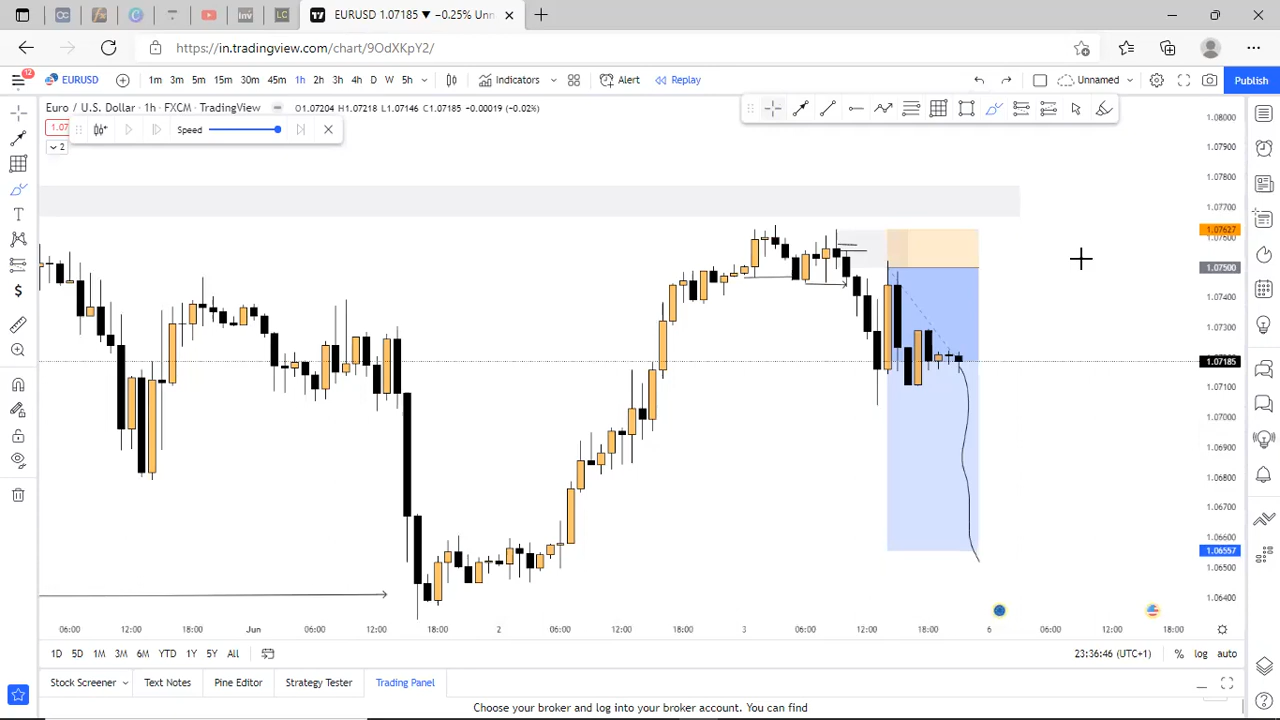 EURUSD 1.07185 ▼ −0.25% Unn
https://in.tradingview.com/chart/9OdXKpY2/
12
EURUSD 1m 3m 5m 15m 30m 45m 1h 2h 3h 4h D W 5h Indicators Alert Replay Unnamed Publish
Euro / U.S. Dollar · 1h · FXCM · TradingView O1.07204 H1.07218 L1.07146 C1.07185 −0.00019 (−0.02%)
1.07 Speed
2
1.08000
1.07900
1.07800
1.07700
1.07627
1.07600
1.07500
1.07400
1.07300
1.07185
1.07100
1.07000
1.06900
1.06800
1.06700
1.06600
1.06557
1.06500
1.06400
06:00 12:00 18:00 Jun 06:00 12:00 18:00 2 06:00 12:00 18:00 3 06:00 12:00 18:00 6 06:00 12:00 18:00
1D 5D 1M 3M 6M YTD 1Y 5Y All 23:36:46 (UTC+1) % log auto
Stock Screener Text Notes Pine Editor Strategy Tester Trading Panel
Choose your broker and log into your broker account. You can find